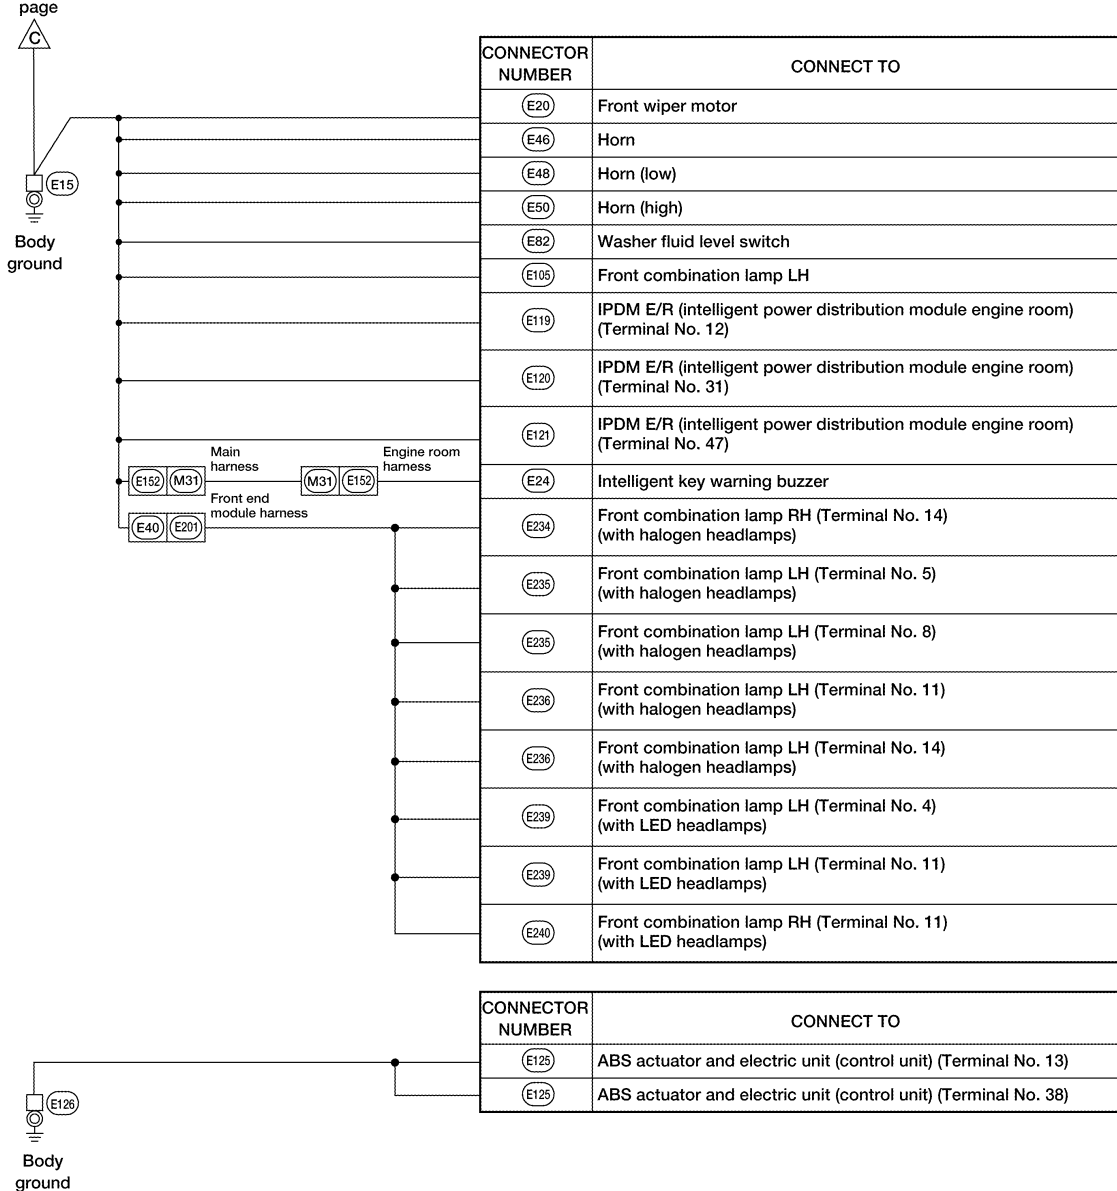 page
C
E15
Body
ground
CONNECTOR
NUMBER
CONNECT TO
E20
Front wiper motor
E46
Horn
E48
Horn (low)
E50
Horn (high)
E82
Washer fluid level switch
E105
Front combination lamp LH
E119
IPDM E/R (intelligent power distribution module engine room)
(Terminal No. 12)
E120
IPDM E/R (intelligent power distribution module engine room)
(Terminal No. 31)
E121
IPDM E/R (intelligent power distribution module engine room)
(Terminal No. 47)
Main
harness
Engine room
harness
E152 M31 M31 E152
E24
Intelligent key warning buzzer
Front end
module harness
E40 E201
E234
Front combination lamp RH (Terminal No. 14)
(with halogen headlamps)
E235
Front combination lamp LH (Terminal No. 5)
(with halogen headlamps)
E235
Front combination lamp LH (Terminal No. 8)
(with halogen headlamps)
E236
Front combination lamp LH (Terminal No. 11)
(with halogen headlamps)
E236
Front combination lamp LH (Terminal No. 14)
(with halogen headlamps)
E239
Front combination lamp LH (Terminal No. 4)
(with LED headlamps)
E239
Front combination lamp LH (Terminal No. 11)
(with LED headlamps)
E240
Front combination lamp RH (Terminal No. 11)
(with LED headlamps)
CONNECTOR
NUMBER
CONNECT TO
E125
ABS actuator and electric unit (control unit) (Terminal No. 13)
E125
ABS actuator and electric unit (control unit) (Terminal No. 38)
E126
Body
ground